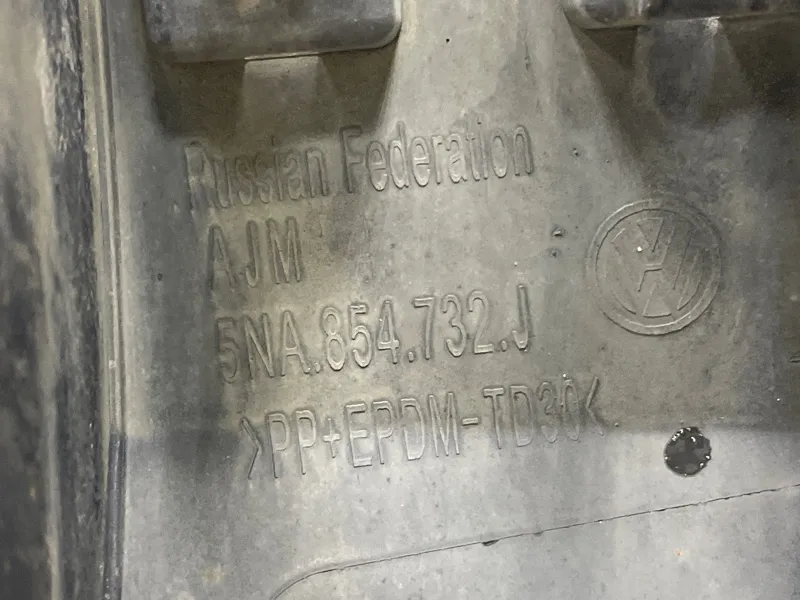 Russian Federation
AJM
5NA.854.732.J
>PP+EPDM-TD30<